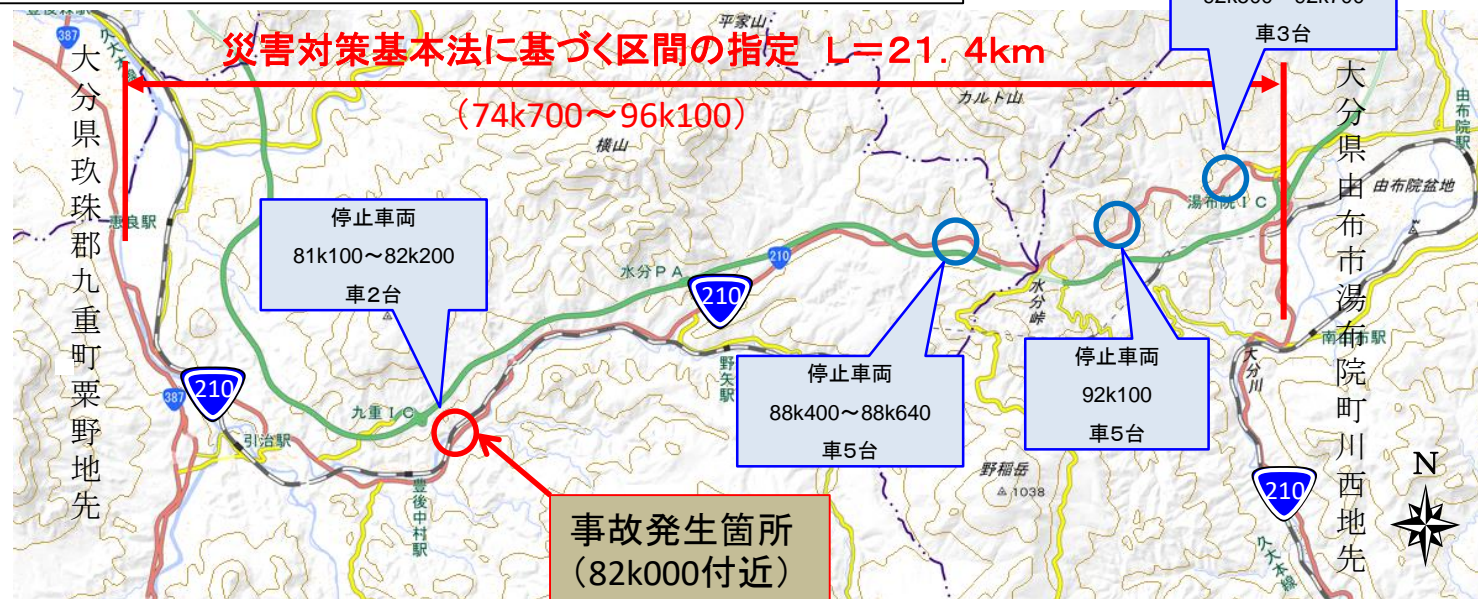 災害対策基本法に基づく区間の指定　L=21.4km
（74k700～96k100）
車3台
大分県玖珠郡九重町粟野地先
大分県由布市湯布院町川西地先
停止車両
81k100～82k200
車2台
停止車両
88k400～88k640
車5台
停止車両
92k100
車5台
事故発生箇所
（82k000付近）
平家山
カルト山
横山
387
久大本線
恵良駅
水分ＰＡ
210
210
湯布院ＩＣ
由布院駅
由布院盆地
水分峠
南由布駅
大分川
野矢駅
九重ＩＣ
210
387
引治駅
豊後中村駅
野稲岳
1038
210
久大本線
N